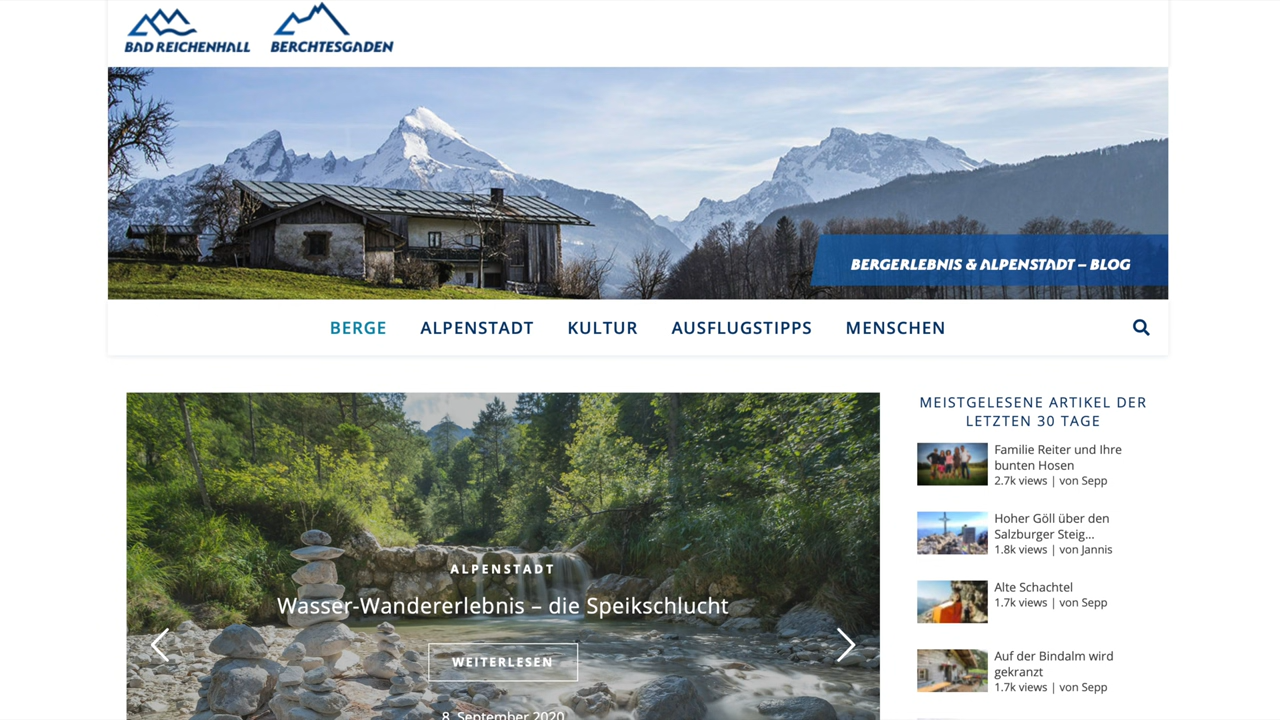 BAD REICHENHALL
BERCHTESGADEN
BERGERLEBNIS & ALPENSTADT – BLOG
BERGE
ALPENSTADT
KULTUR
AUSFLUGSTIPPS
MENSCHEN
ALPENSTADT
Wasser-Wandererlebnis – die Speikschlucht
WEITERLESEN
8. September 2020
MEISTGELESENE ARTIKEL DER
LETZTEN 30 TAGE
Familie Reiter und Ihre
bunten Hosen
2.7k views | von Sepp
Hoher Göll über den
Salzburger Steig...
1.8k views | von Jannis
Alte Schachtel
1.7k views | von Sepp
Auf der Bindalm wird
gekranzt
1.7k views | von Sepp